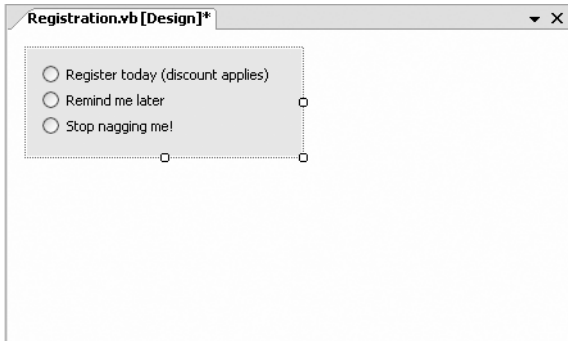 Registration.vb [Design]*
Register today (discount applies)
Remind me later
Stop nagging me!